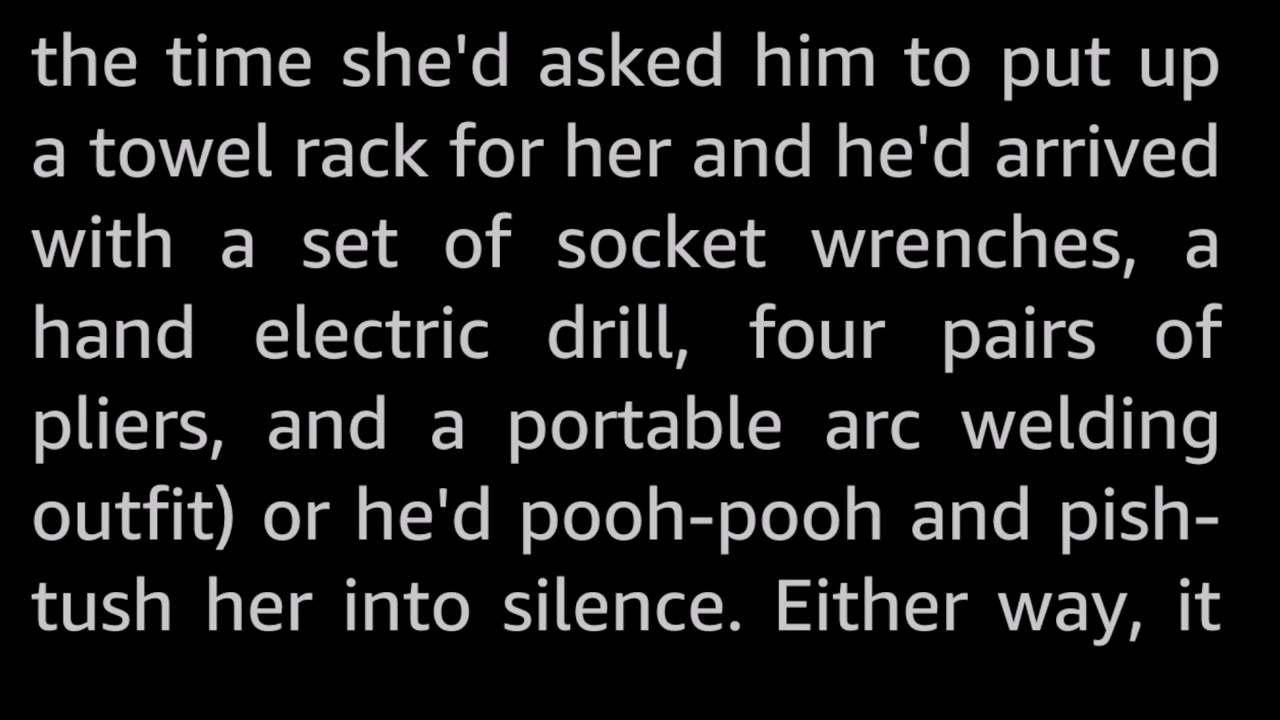 the time she'd asked him to put up
a towel rack for her and he'd arrived
with a set of socket wrenches, a
hand electric drill, four pairs of
pliers, and a portable arc welding
outfit) or he'd pooh-pooh and pish-
tush her into silence. Either way, it